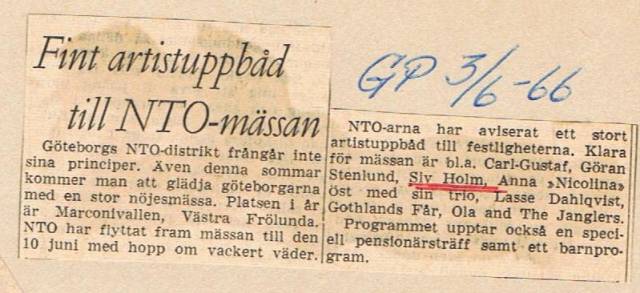 Fint artistuppbåd
till NTO-mässan
Göteborgs NTO-distrikt frångår inte
sina principer. Även denna sommar
kommer man att glädja göteborgarna
med en stor nöjesmässa. Platsen i år
är Marconivallen, Västra Frölunda.
NTO har flyttat fram mässan till den
10 juni med hopp om vackert väder.
GP 3/6-66
NTO-arna har aviserat ett stort
artistuppbåd till festligheterna. Klara
för mässan är bl.a. Carl-Gustaf, Göran
Stenlund, Siv Holm, Anna »Nicolina»
öst med sin trio, Lasse Dahlqvist,
Gothlands Får, Ola and The Janglers.
Programmet upptar också en speci-
ell pensionärsträff samt ett barnpro-
gram.